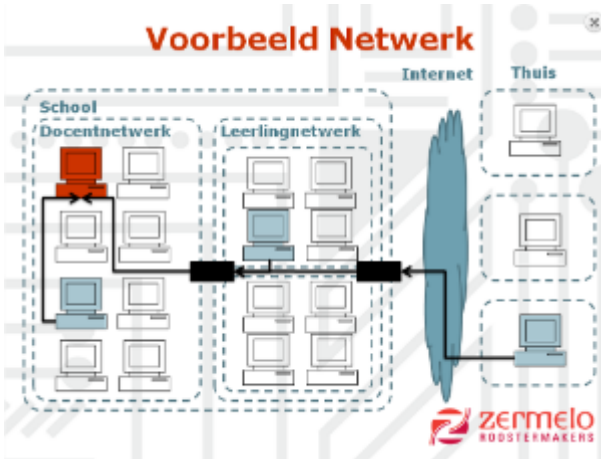 Voorbeeld Netwerk
Internet
Thuis
School
Docentnetwerk
Leerlingnetwerk
zermelo
ROOSTERMAKERS